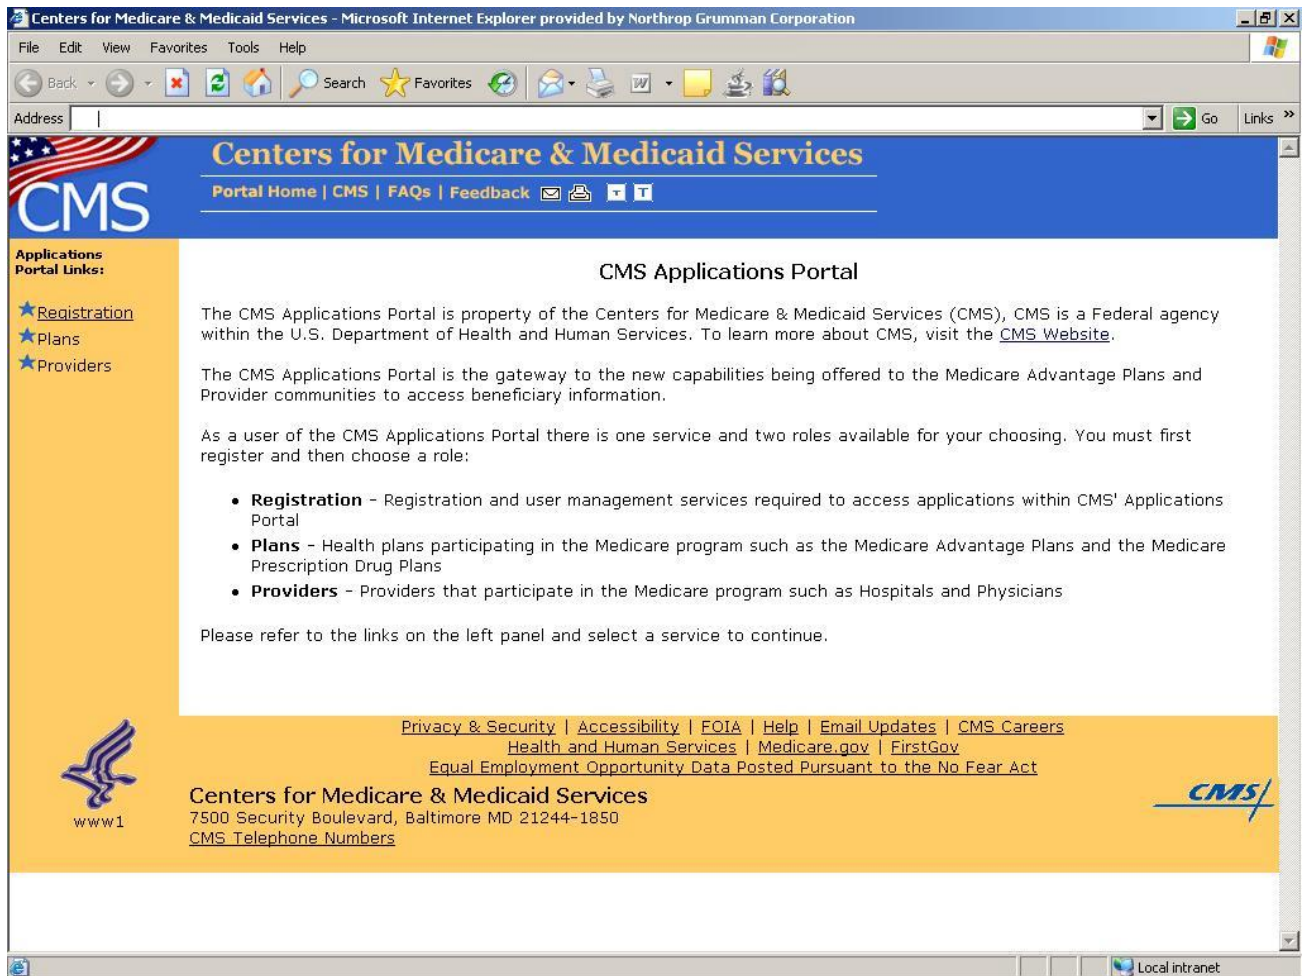 Centers for Medicare & Medicaid Services - Microsoft Internet Explorer provided by Northrop Grumman Corporation
File Edit View Favorites Tools Help
Back Search Favorites
Address Go Links »
CMS
Centers for Medicare & Medicaid Services
Portal Home | CMS | FAQs | Feedback T T
Applications
Portal Links:
Registration
Plans
Providers
CMS Applications Portal
The CMS Applications Portal is property of the Centers for Medicare & Medicaid Services (CMS), CMS is a Federal agency
within the U.S. Department of Health and Human Services. To learn more about CMS, visit the CMS Website.
The CMS Applications Portal is the gateway to the new capabilities being offered to the Medicare Advantage Plans and
Provider communities to access beneficiary information.
As a user of the CMS Applications Portal there is one service and two roles available for your choosing. You must first
register and then choose a role:
• Registration - Registration and user management services required to access applications within CMS' Applications
Portal
• Plans - Health plans participating in the Medicare program such as the Medicare Advantage Plans and the Medicare
Prescription Drug Plans
• Providers - Providers that participate in the Medicare program such as Hospitals and Physicians
Please refer to the links on the left panel and select a service to continue.
Privacy & Security | Accessibility | FOIA | Help | Email Updates | CMS Careers
Health and Human Services | Medicare.gov | FirstGov
Equal Employment Opportunity Data Posted Pursuant to the No Fear Act
Centers for Medicare & Medicaid Services
7500 Security Boulevard, Baltimore MD 21244-1850
CMS Telephone Numbers
www1
CMS
Local intranet